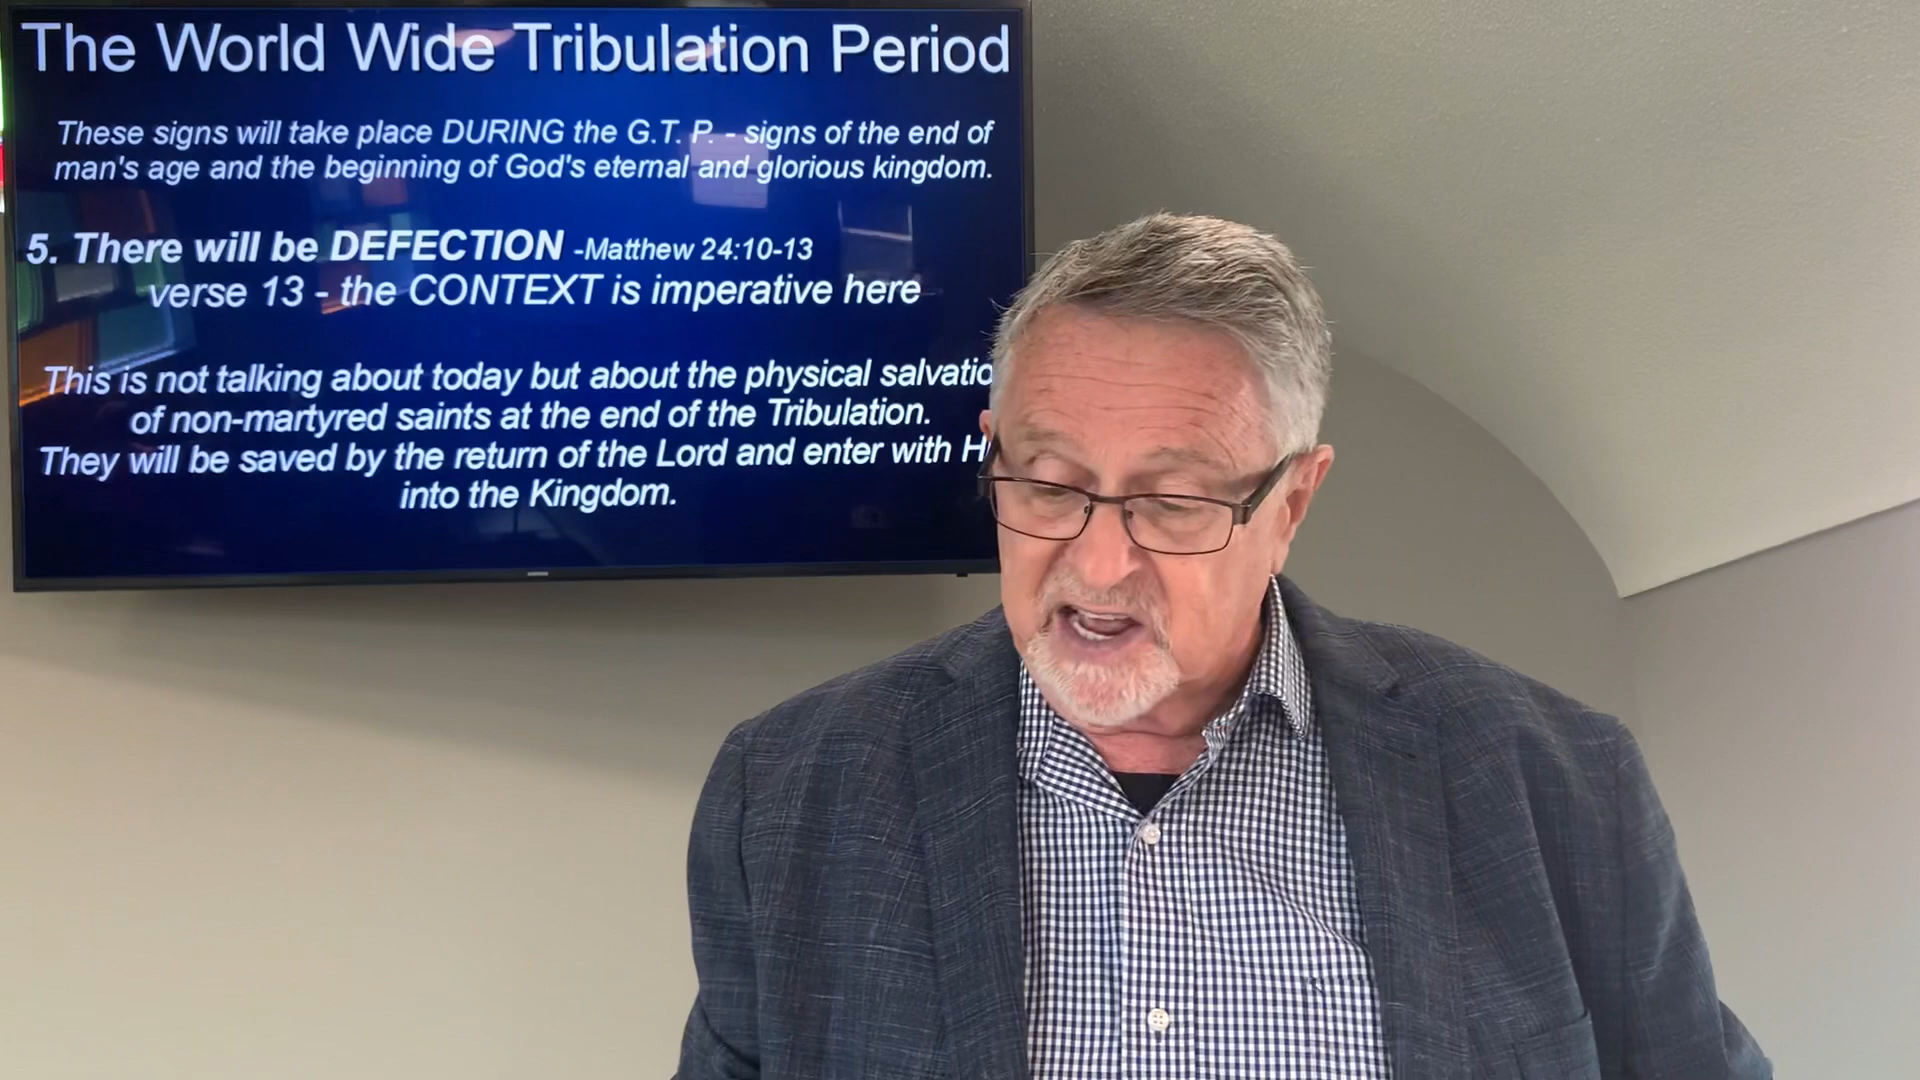 The World Wide Tribulation Period
These signs will take place DURING the G.T. P. - signs of the end of
man's age and the beginning of God's eternal and glorious kingdom.
5. There will be DEFECTION -Matthew 24:10-13
verse 13 - the CONTEXT is imperative here
This is not talking about today but about the physical salvatio
of non-martyred saints at the end of the Tribulation.
They will be saved by the return of the Lord and enter with H
into the Kingdom.